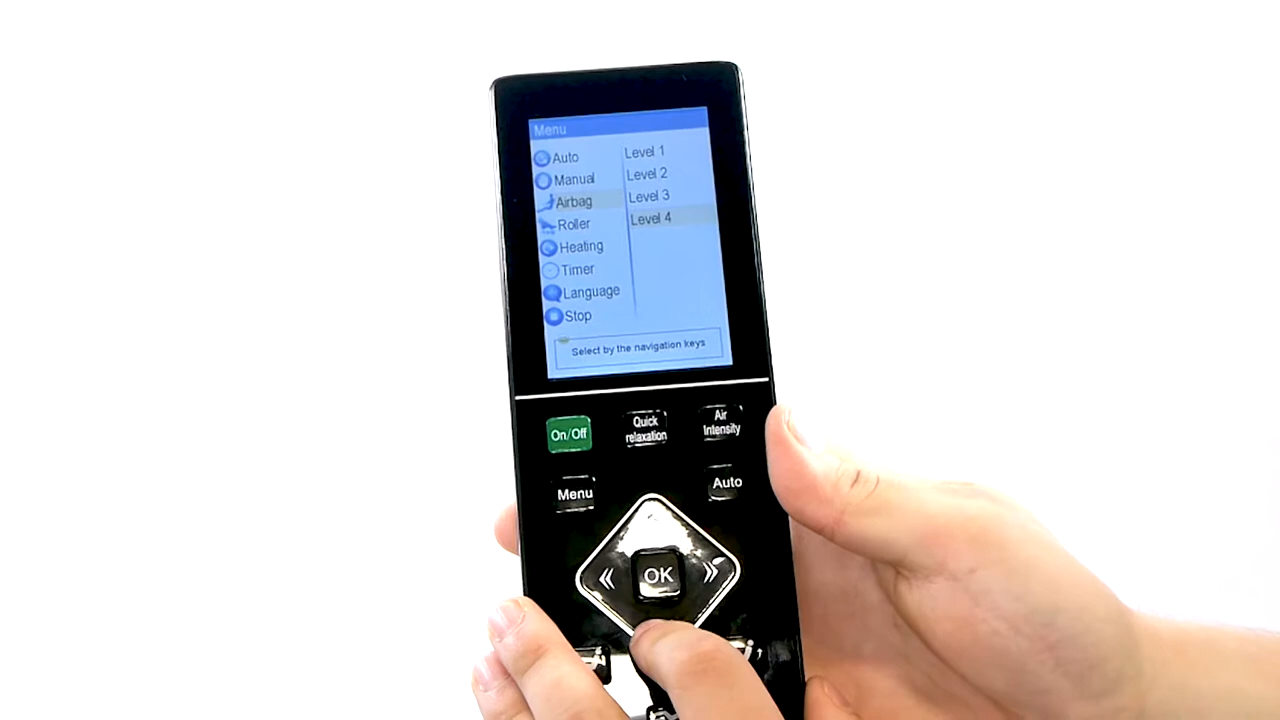 Menu
Auto
Manual
Airbag
Roller
Heating
Timer
Language
Stop
Level 1
Level 2
Level 3
Level 4
Select by the navigation keys
On/Off
Quick
relaxation
Air
Intensity
Menu
Auto
OK